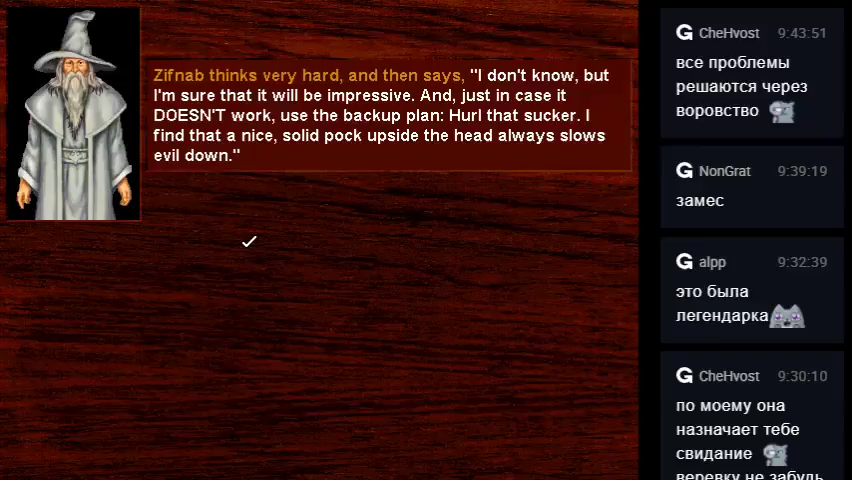 Zifnab thinks very hard, and then says, "I don't know, but
I'm sure that it will be impressive. And, just in case it
DOESN'T work, use the backup plan: Hurl that sucker. I
find that a nice, solid pock upside the head always slows
evil down."
G CheHvost 9:43:51
все проблемы
решаются через
воровство
G NonGrat 9:39:19
замес
G alpp 9:32:39
это была
легендарка
G CheHvost 9:30:10
по моему она
назначает тебе
свидание
веревку не забудь